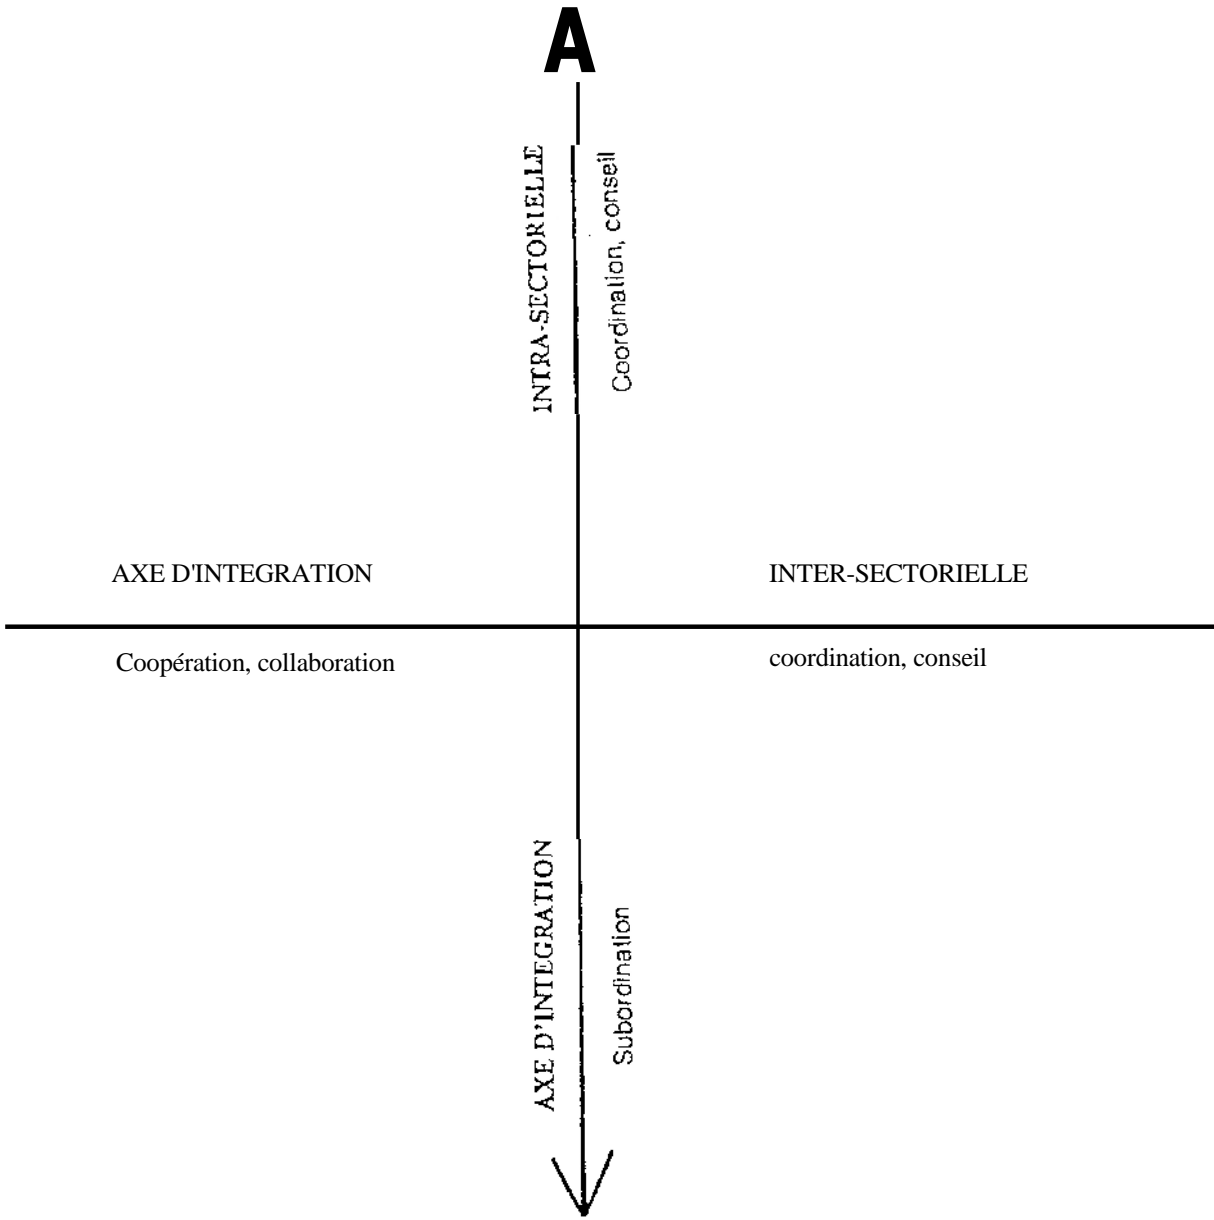 A
INTRA-SECTORIELLE
Coordination, conseil
AXE D'INTEGRATION
INTER-SECTORIELLE
Coopération, collaboration
coordination, conseil
AXE D'INTEGRATION
Subordination